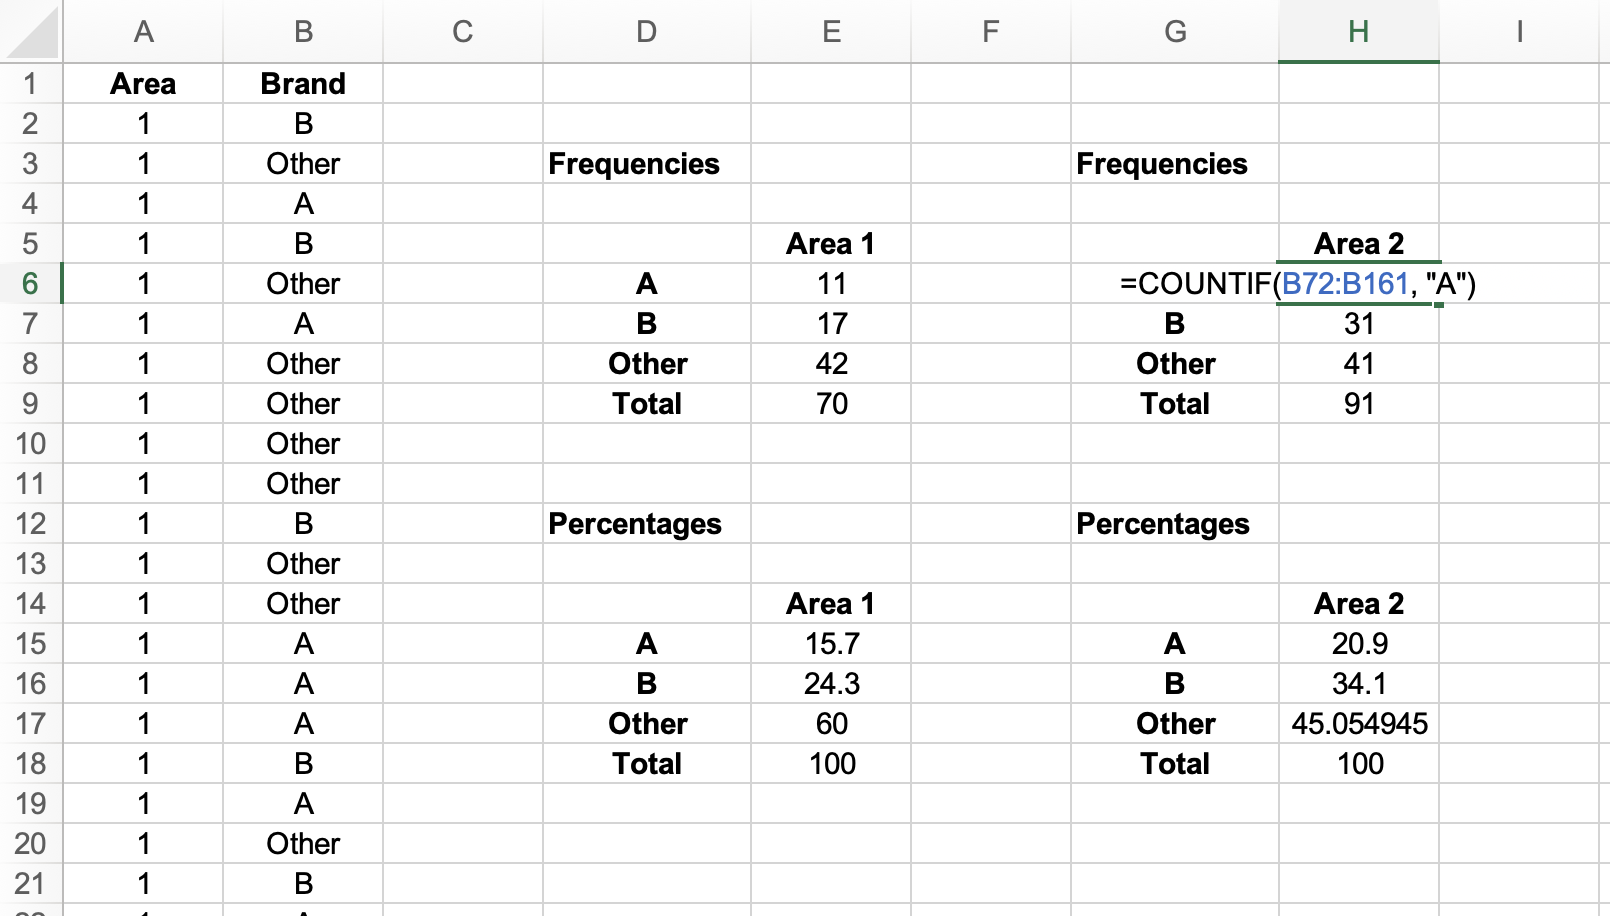 A B C D E F G H I
1 Area Brand
2 1 B
3 1 Other Frequencies Frequencies
4 1 A
5 1 B Area 1 Area 2
6 1 Other A 11 =COUNTIF(B72:B161, "A")
7 1 A B 17 B 31
8 1 Other Other 42 Other 41
9 1 Other Total 70 Total 91
10 1 Other
11 1 Other
12 1 B Percentages Percentages
13 1 Other
14 1 Other Area 1 Area 2
15 1 A A 15.7 A 20.9
16 1 A B 24.3 B 34.1
17 1 A Other 60 Other 45.054945
18 1 B Total 100 Total 100
19 1 A
20 1 Other
21 1 B